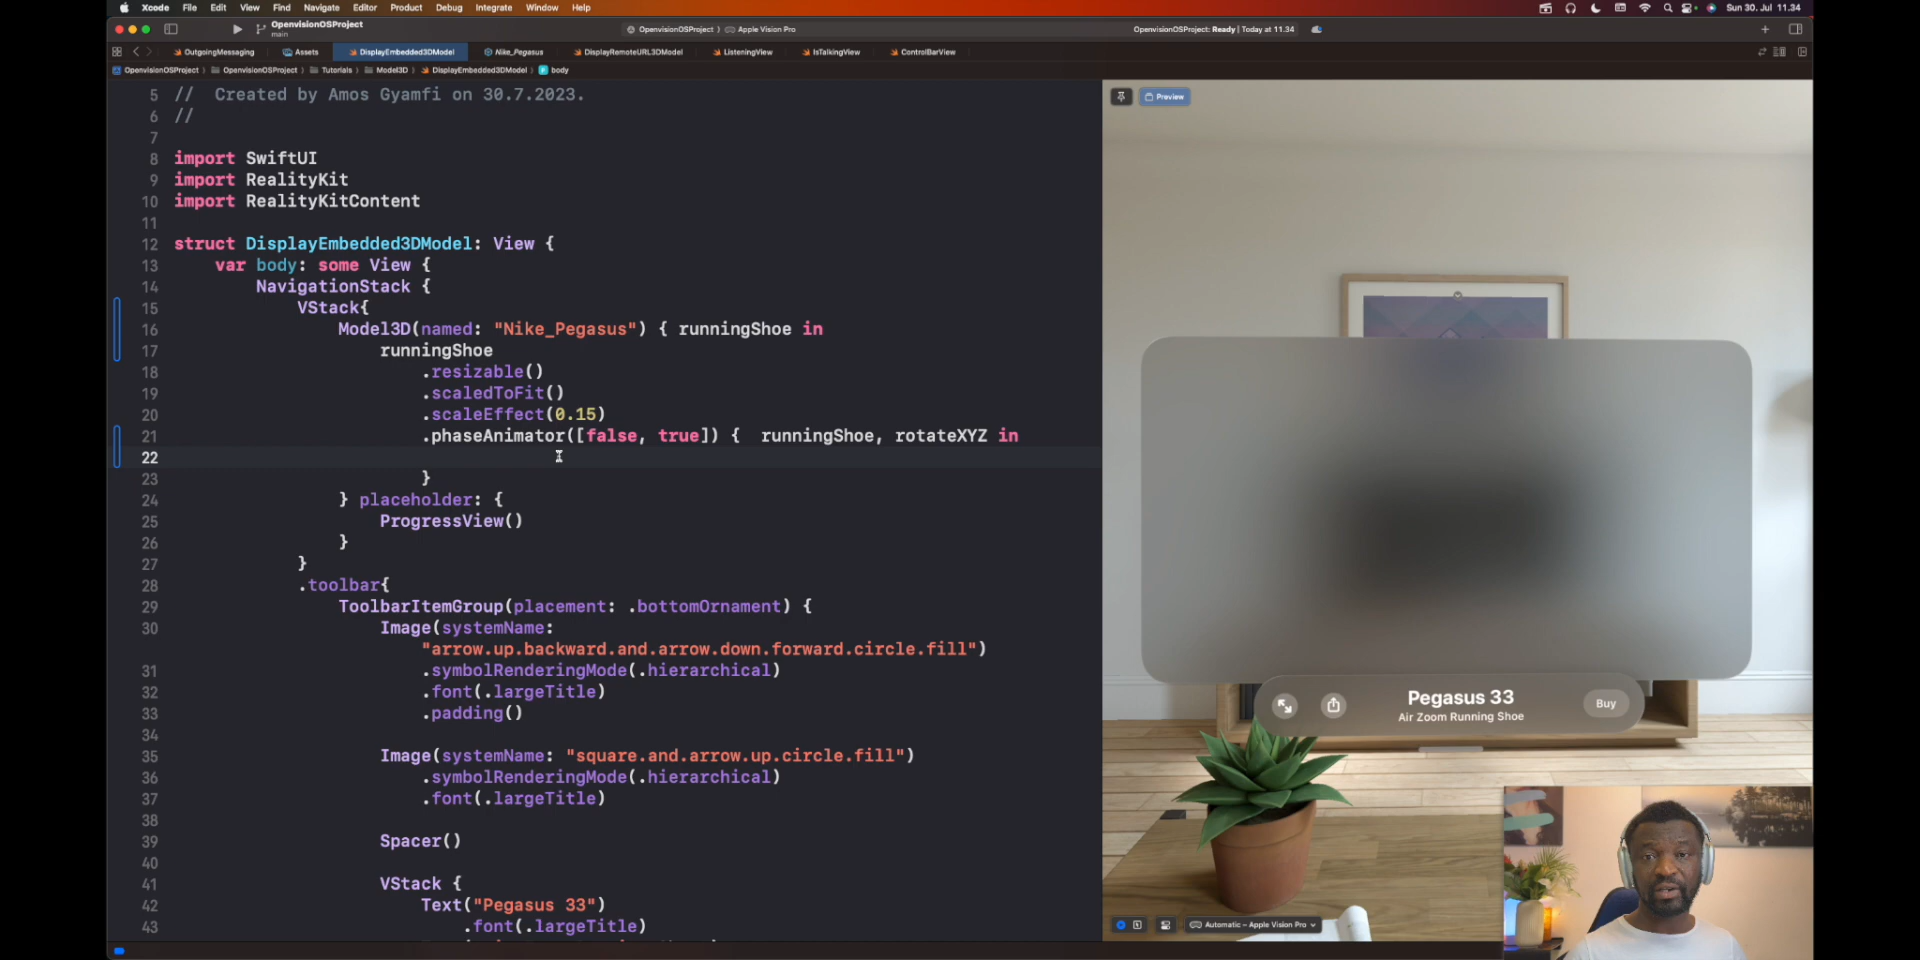 Xcode File Edit View Find Navigate Editor Product Debug Integrate Window Help
Sun 30. Jul 11.34
OpenvisionOSProject
main
OpenvisionOSProject Apple Vision Pro
OpenvisionOSProject: Ready | Today at 11.34
OutgoingMessaging Assets DisplayEmbedded3DModel Nike_Pegasus DisplayRemoteURL3DModel ListeningView IsTalkingView ControlBarView
OpenvisionOSProject OpenvisionOSProject Tutorials Model3D DisplayEmbedded3DModel body
5 // Created by Amos Gyamfi on 30.7.2023.
6 //
7
8 import SwiftUI
9 import RealityKit
10 import RealityKitContent
11
12 struct DisplayEmbedded3DModel: View {
13 var body: some View {
14 NavigationStack {
15 VStack{
16 Model3D(named: "Nike_Pegasus") { runningShoe in
17 runningShoe
18 .resizable()
19 .scaledToFit()
20 .scaleEffect(0.15)
21 .phaseAnimator([false, true]) { runningShoe, rotateXYZ in
22
23 }
24 } placeholder: {
25 ProgressView()
26 }
27 }
28 .toolbar{
29 ToolbarItemGroup(placement: .bottomOrnament) {
30 Image(systemName:
"arrow.up.backward.and.arrow.down.forward.circle.fill")
31 .symbolRenderingMode(.hierarchical)
32 .font(.largeTitle)
33 .padding()
34
35 Image(systemName: "square.and.arrow.up.circle.fill")
36 .symbolRenderingMode(.hierarchical)
37 .font(.largeTitle)
38
39 Spacer()
40
41 VStack {
42 Text("Pegasus 33")
43 .font(.largeTitle)
Preview
Pegasus 33
Air Zoom Running Shoe
Buy
Automatic – Apple Vision Pro